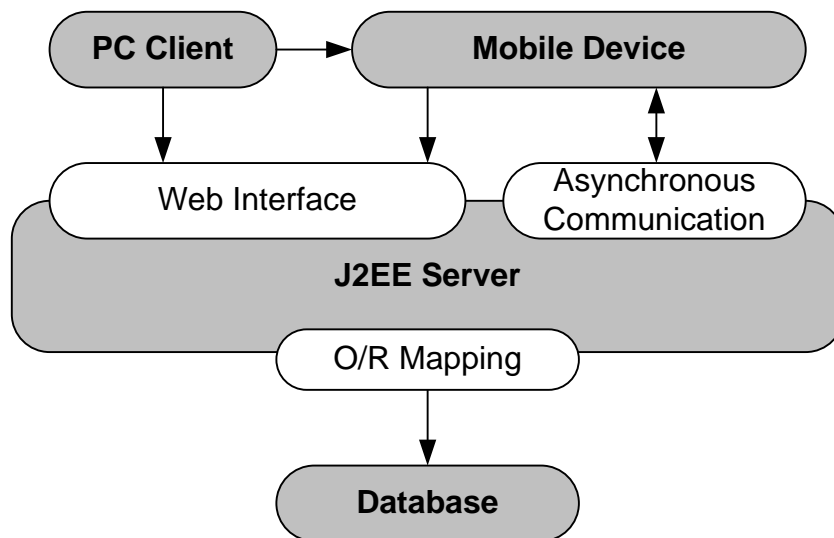 PC Client
Mobile Device
Web Interface
Asynchronous
Communication
J2EE Server
O/R Mapping
Database